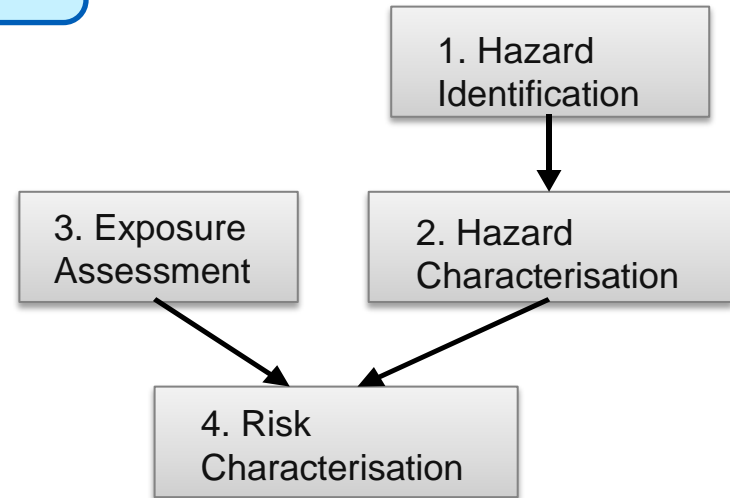 1. Hazard
Identification
3. Exposure
Assessment
2. Hazard
Characterisation
4. Risk
Characterisation